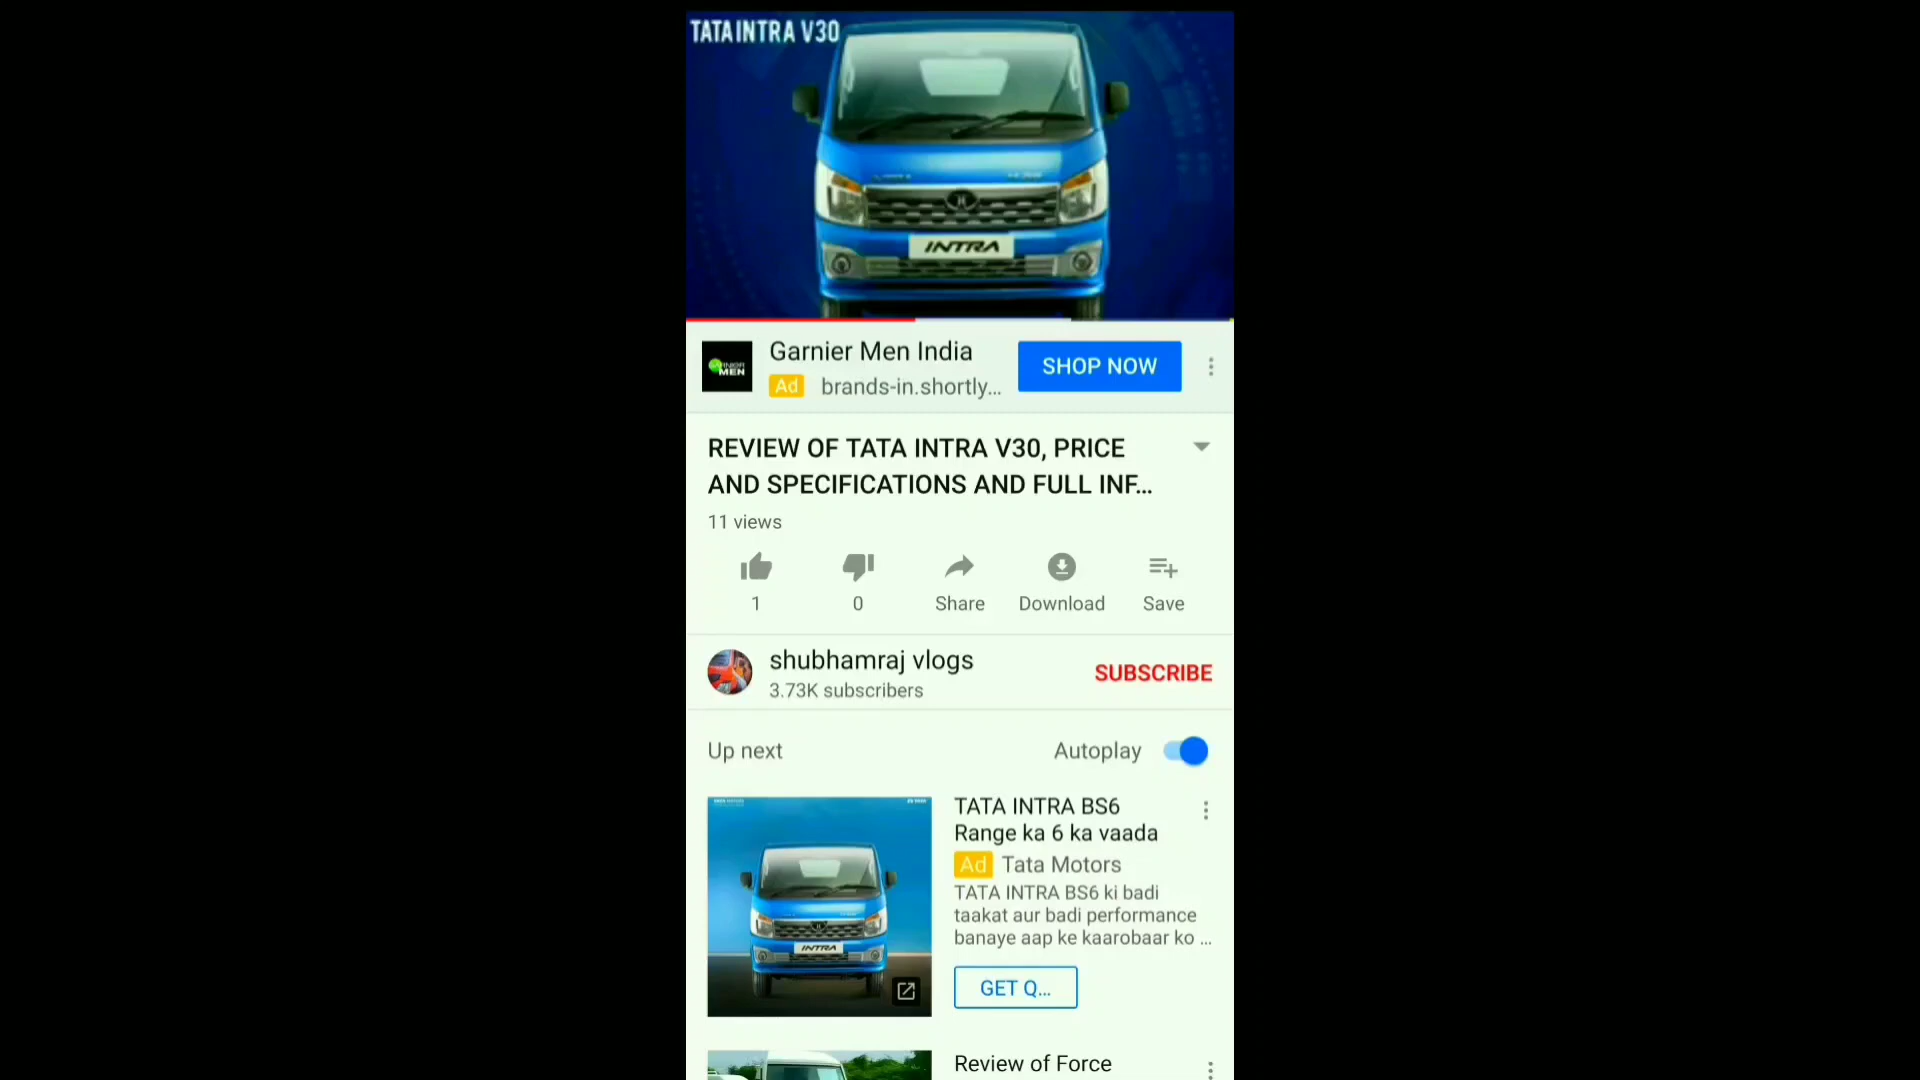 TATA INTRA V30
INTRA
Garnier Men India
SHOP NOW
MEN
Ad brands-in.shortly...
REVIEW OF TATA INTRA V30, PRICE
AND SPECIFICATIONS AND FULL INF...
11 views
1
0
Share
Download
Save
shubhamraj vlogs
3.73K subscribers
SUBSCRIBE
Up next
Autoplay
TATA INTRA BS6
Range ka 6 ka vaada
Ad Tata Motors
TATA INTRA BS6 ki badi
taakat aur badi performance
banaye aap ke kaarobaar ko ...
GET Q...
INTRA
Review of Force